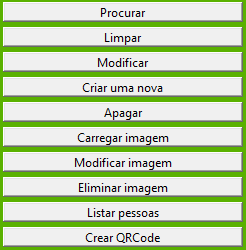 Procurar
Limpar
Modificar
Criar uma nova
Apagar
Carregar imagem
Modificar imagem
Eliminar imagem
Listar pessoas
Crear QRCode